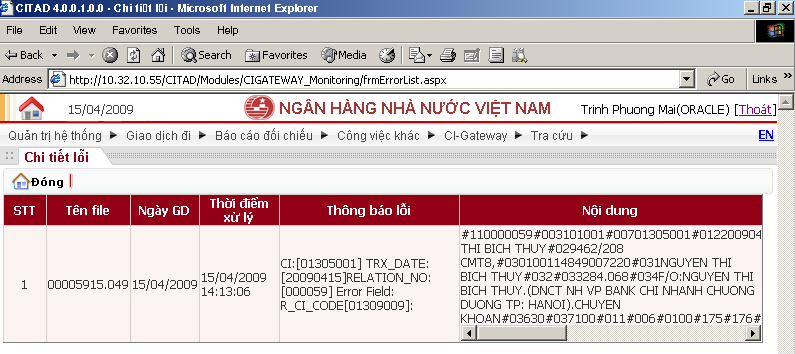 CITAD 4.0.0.1.0.0 - Chi tiết lỗi - Microsoft Internet Explorer
File Edit View Favorites Tools Help
Back Search Favorites Media
Address http://10.32.10.55/CITAD/Modules/CIGATEWAY_Monitoring/frmErrorList.aspx Go Links »
15/04/2009 NGÂN HÀNG NHÀ NƯỚC VIỆT NAM Trinh Phuong Mai(ORACLE) [Thoát]
Quản trị hệ thống Giao dịch đi Báo cáo đối chiếu Công việc khác CI-Gateway Tra cứu EN
Chi tiết lỗi
Đóng
STT Tên file Ngày GD Thời điểm xử lý Thông báo lỗi Nội dung
1 00005915.049 15/04/2009
15/04/2009
14:13:06
CI:[01305001] TRX_DATE:
[20090415]RELATION_NO:
[000059] Error Field:
R_CI_CODE[01309009]:
#110000059#003101001#00701305001#012200904
THI BICH THUY#029462/208
CMT8,#030100114849007220#031NGUYEN THI
BICH THUY#032#033284.068#034F/O:NGUYEN THI
BICH THUY.(DNCT NH VP BANK CHI NHANH CHUONG
DUONG TP: HANOI).CHUYEN
KHOAN#03630#037100#011#006#0100#175#176#